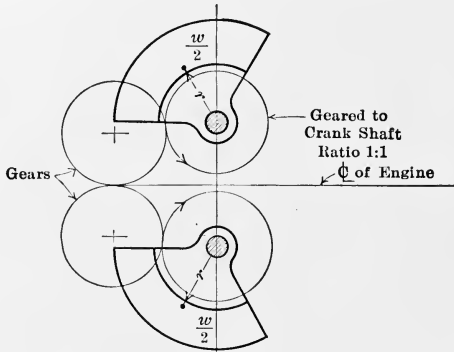 w/2
r
Geared to
Crank Shaft
Ratio 1:1
℄ of Engine
Gears
r
w/2